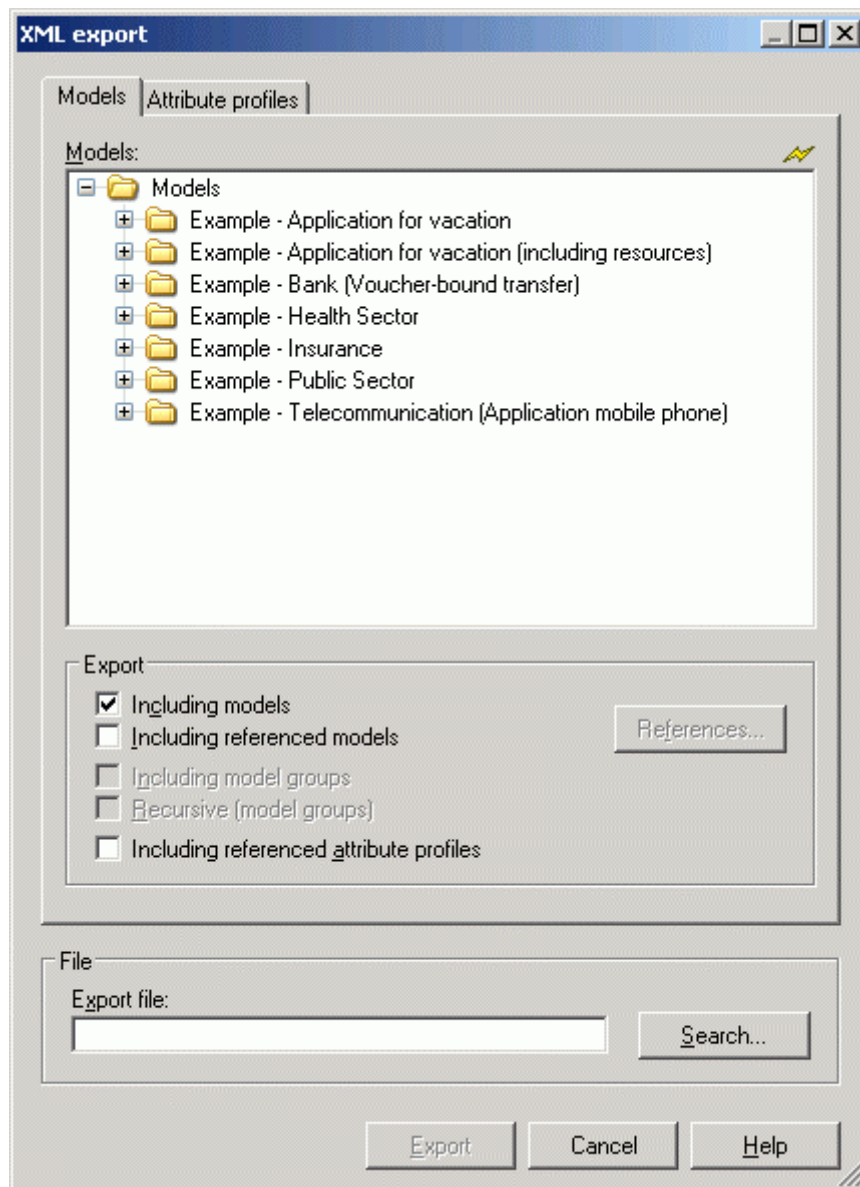 XML export
Models
Attribute profiles
Models:
Models
Example - Application for vacation
Example - Application for vacation (including resources)
Example - Bank (Voucher-bound transfer)
Example - Health Sector
Example - Insurance
Example - Public Sector
Example - Telecommunication (Application mobile phone)
Export
Including models
Including referenced models
References...
Including model groups
Recursive (model groups)
Including referenced attribute profiles
File
Export file:
Search...
Export
Cancel
Help